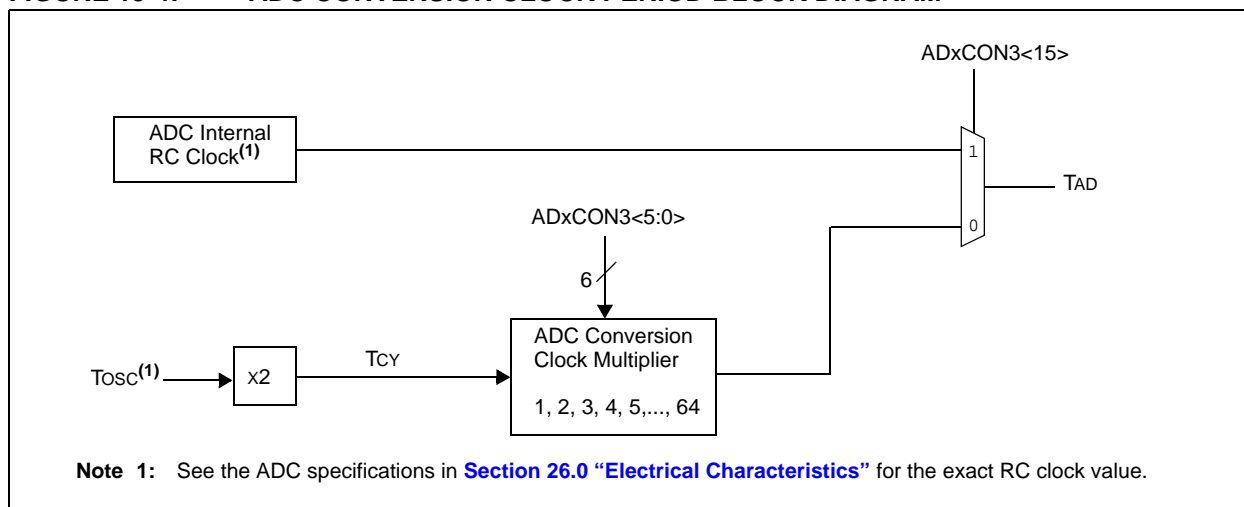 ADxCON3<15>
ADC Internal
RC Clock(1)
1
TAD
ADxCON3<5:0>
0
6
ADC Conversion
Clock Multiplier
TOSC(1)
X2
TCY
1, 2, 3, 4, 5,..., 64
Note 1: See the ADC specifications in Section 26.0 “Electrical Characteristics” for the exact RC clock value.